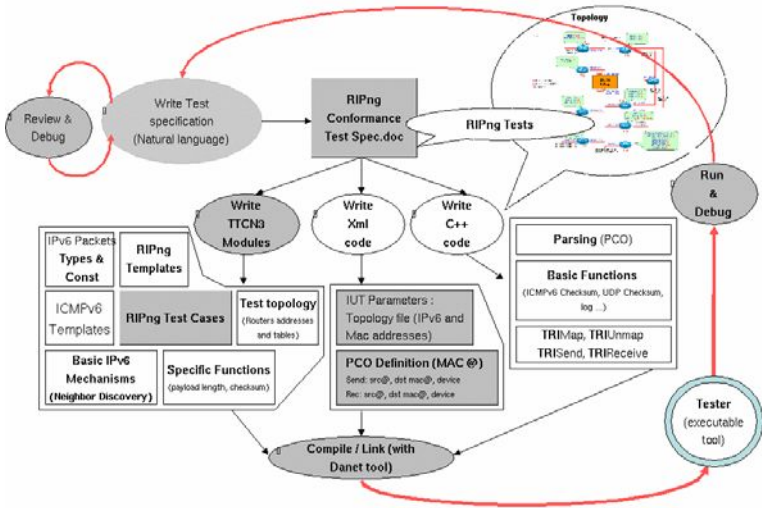 Topology
Review &
Debug
Write Test
specification
(Natural language)
RIPng
Conformance
Test Spec.doc
RIPng Tests
Run
&
Debug
Write
TTCN3
Modules
Write
Xml
code
Write
C++
code
IPv6 Packets
Types & Const
RIPng
Templates
ICMPv6
Templates
RIPng Test Cases
Test topology
(Routers addresses
and tables)
Basic IPv6
Mechanisms
(Neighbor Discovery)
Specific Functions
(payload length, checksum)
IUT Parameters :
Topology file (IPv6 and
Mac addresses)
PCO Definition (MAC @)
Send: src@, dst mac@, device
Rec: src@, dst mac@, device
Parsing (PCO)
Basic Functions
(ICMPv6 Checksum, UDP Checksum,
log ...)
TRIMap, TRIUnmap
TRISend, TRIReceive
Tester
(executable
tool)
Compile / Link (with
Danet tool)